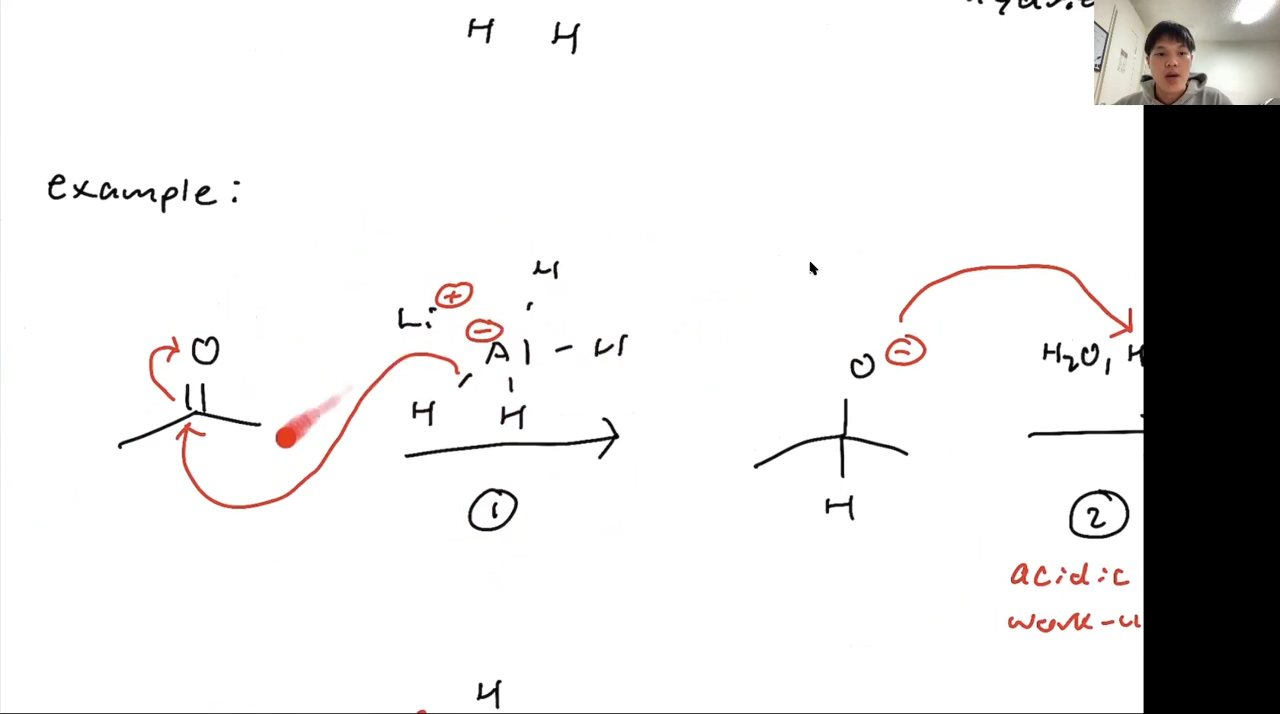 H H
example:
H
Li + − Al - H
O
H H
O −
H₂O, H
1
H
2
acidic
work-u
H